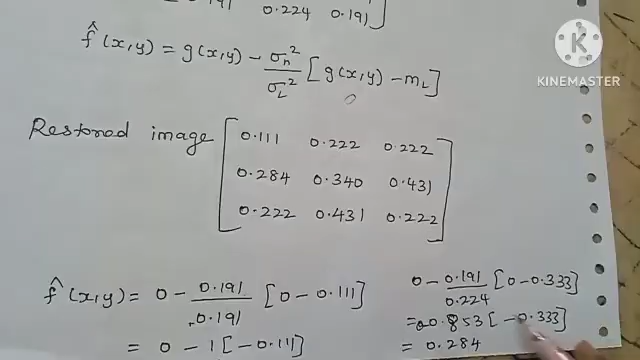 0.191 0.224 0.191
f̂(x,y) = g(x,y) - σn²/σL² [g(x,y) - mL]
KINEMASTER
Restored image [0.111 0.222 0.222
0.284 0.340 0.431
0.222 0.431 0.222]
f̂(x,y) = 0 - 0.191/0.191 [0 - 0.111]
= 0 - 1[-0.111]
0 - 0.191/0.224 [0 - 0.333]
= 0.853[-0.333]
= 0.284